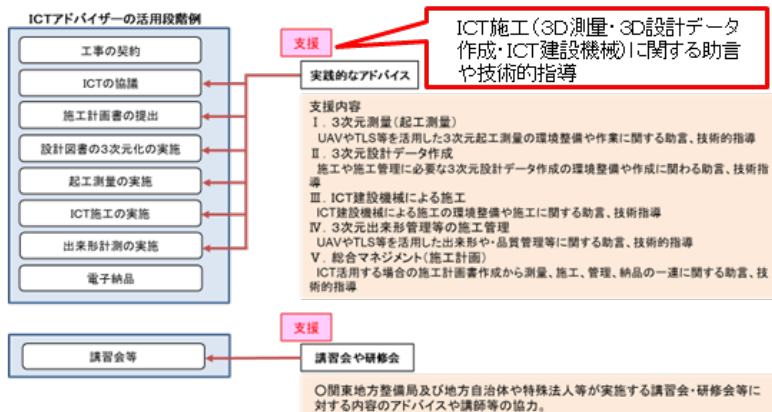 ICTアドバイザーの活用段階例
工事の契約
ICTの協議
施工計画書の提出
設計図書の3次元化の実施
起工測量の実施
ICT施工の実施
出来形計測の実施
電子納品
支援
ICT施工(3D測量・3D設計データ
作成・ICT建設機械)に関する助言
や技術的指導
実践的なアドバイス
支援内容
Ⅰ．3次元測量(起工測量)
UAVやTLS等を活用した3次元起工測量の環境整備や作業に関する助言、技術的指導
Ⅱ．3次元設計データ作成
施工や施工管理に必要な3次元設計データ作成の環境整備や作成に関わる助言、技術指
導
Ⅲ．ICT建設機械による施工
ICT建設機械による施工の環境整備や施工に関する助言、技術指導
Ⅳ．3次元出来形管理等の施工管理
UAVやTLS等を活用した出来形や・品質管理等に関する助言、技術的指導
Ⅴ．総合マネジメント(施工計画)
ICT活用する場合の施工計画書作成から測量、施工、管理、納品の一連に関する助言、技
術的指導
支援
講習会等
講習会や研修会
○関東地方整備局及び地方自治体や特殊法人等が実施する講習会・研修会等に
対する内容のアドバイスや講師等の協力。